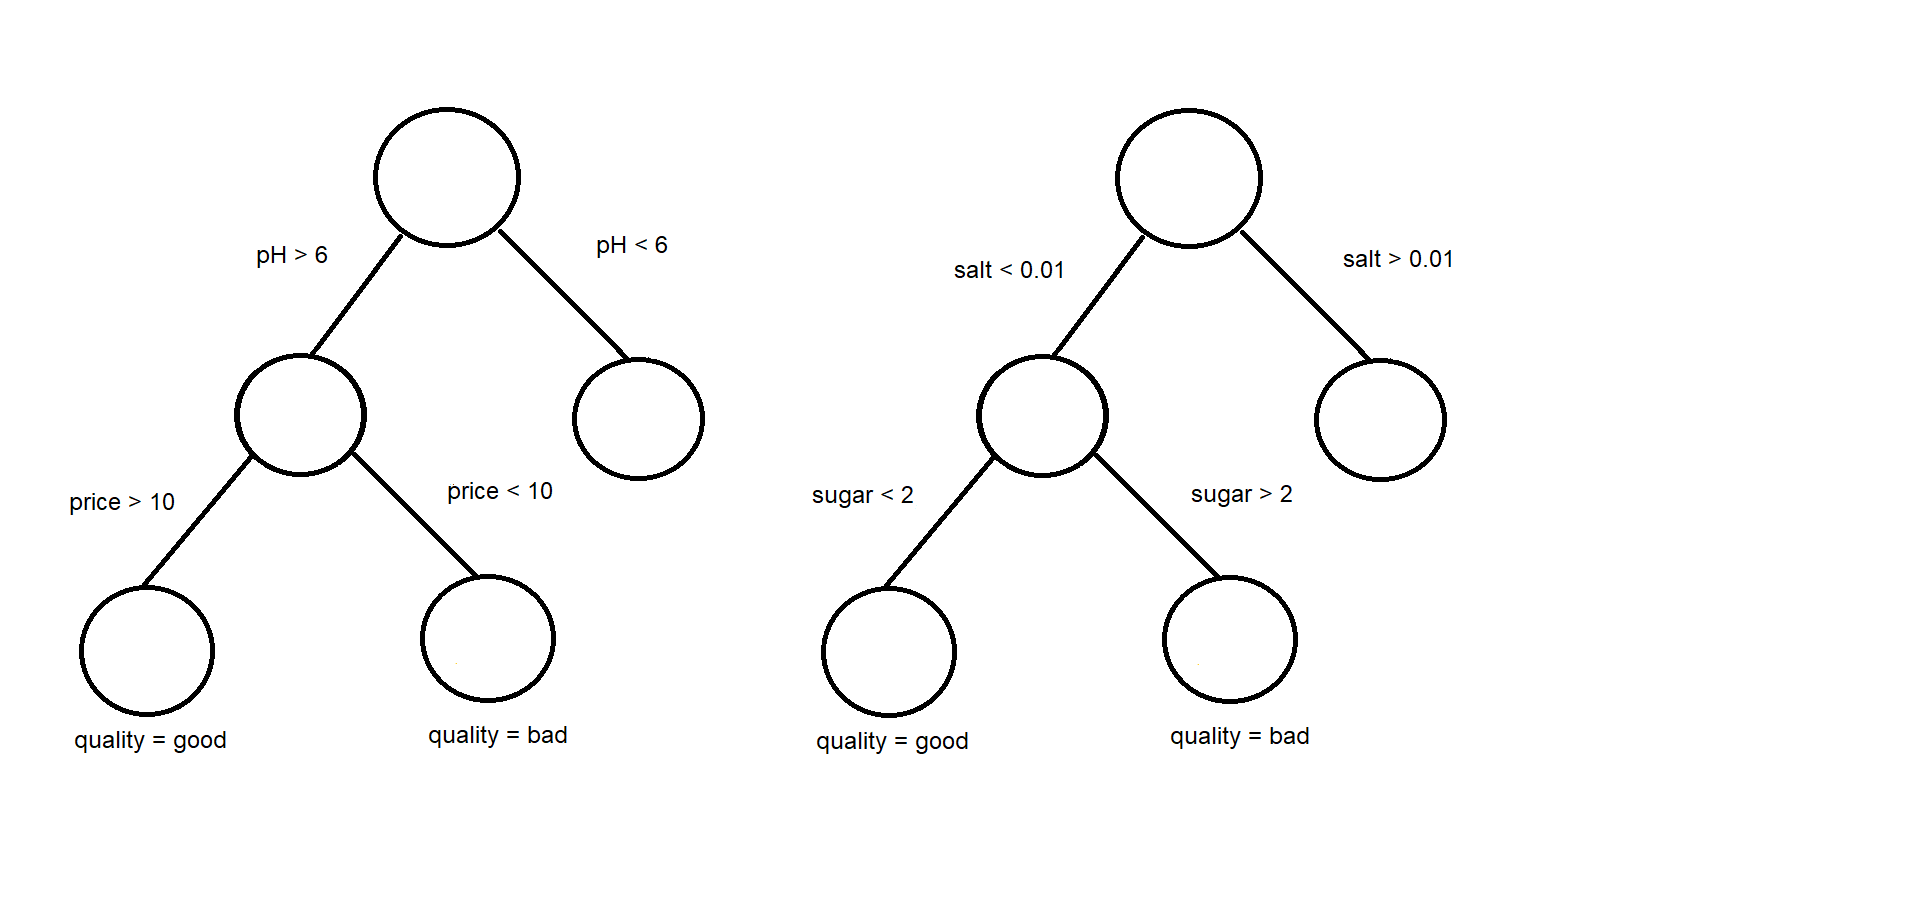 pH > 6
pH < 6
price > 10
price < 10
quality = good
quality = bad
salt < 0.01
salt > 0.01
sugar < 2
sugar > 2
quality = good
quality = bad